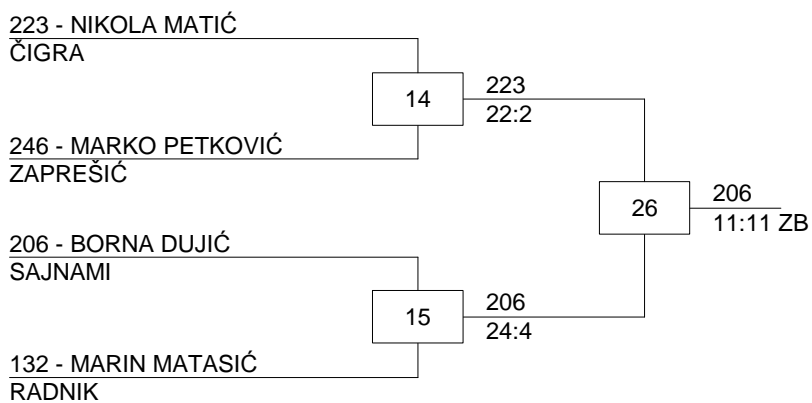 223 - NIKOLA MATIĆ
ČIGRA
14
223
22:2
246 - MARKO PETKOVIĆ
ZAPREŠIĆ
26
206
11:11 ZB
206 - BORNA DUJIĆ
SAJNAMI
15
206
24:4
132 - MARIN MATASIĆ
RADNIK